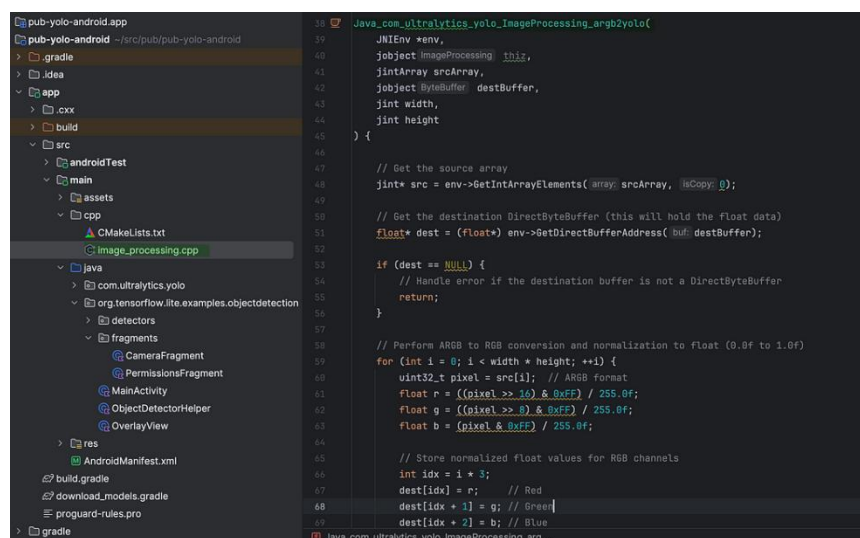 pub-yolo-android.app
pub-yolo-android ~/src/pub/pub-yolo-android
.gradle
.idea
app
.cxx
build
src
androidTest
main
assets
cpp
CMakeLists.txt
image_processing.cpp
java
com.ultralytics.yolo
org.tensorflow.lite.examples.objectdetection
detectors
fragments
CameraFragment
PermissionsFragment
MainActivity
ObjectDetectorHelper
OverlayView
res
AndroidManifest.xml
build.gradle
download_models.gradle
proguard-rules.pro
gradle
38 Java_com_ultralytics_yolo_ImageProcessing_argb2yolo(
39 JNIEnv *env,
40 jobject ImageProcessing thiz,
41 jintArray srcArray,
42 jobject ByteBuffer destBuffer,
43 jint width,
44 jint height
45 ) {
46
47 // Get the source array
48 jint* src = env->GetIntArrayElements( array: srcArray, isCopy: 0);
49
50 // Get the destination DirectByteBuffer (this will hold the float data)
51 float* dest = (float*) env->GetDirectBufferAddress( buf: destBuffer);
52
53 if (dest == NULL) {
54 // Handle error if the destination buffer is not a DirectByteBuffer
55 return;
56 }
57
58 // Perform ARGB to RGB conversion and normalization to float (0.0f to 1.0f)
59 for (int i = 0; i < width * height; ++i) {
60 uint32_t pixel = src[i]; // ARGB format
61 float r = ((pixel >> 16) & 0xFF) / 255.0f;
62 float g = ((pixel >> 8) & 0xFF) / 255.0f;
63 float b = (pixel & 0xFF) / 255.0f;
64
65 // Store normalized float values for RGB channels
66 int idx = i * 3;
67 dest[idx] = r; // Red
68 dest[idx + 1] = g; // Green
69 dest[idx + 2] = b; // Blue
Java_com_ultralytics_yolo_ImageProcessing_arg...